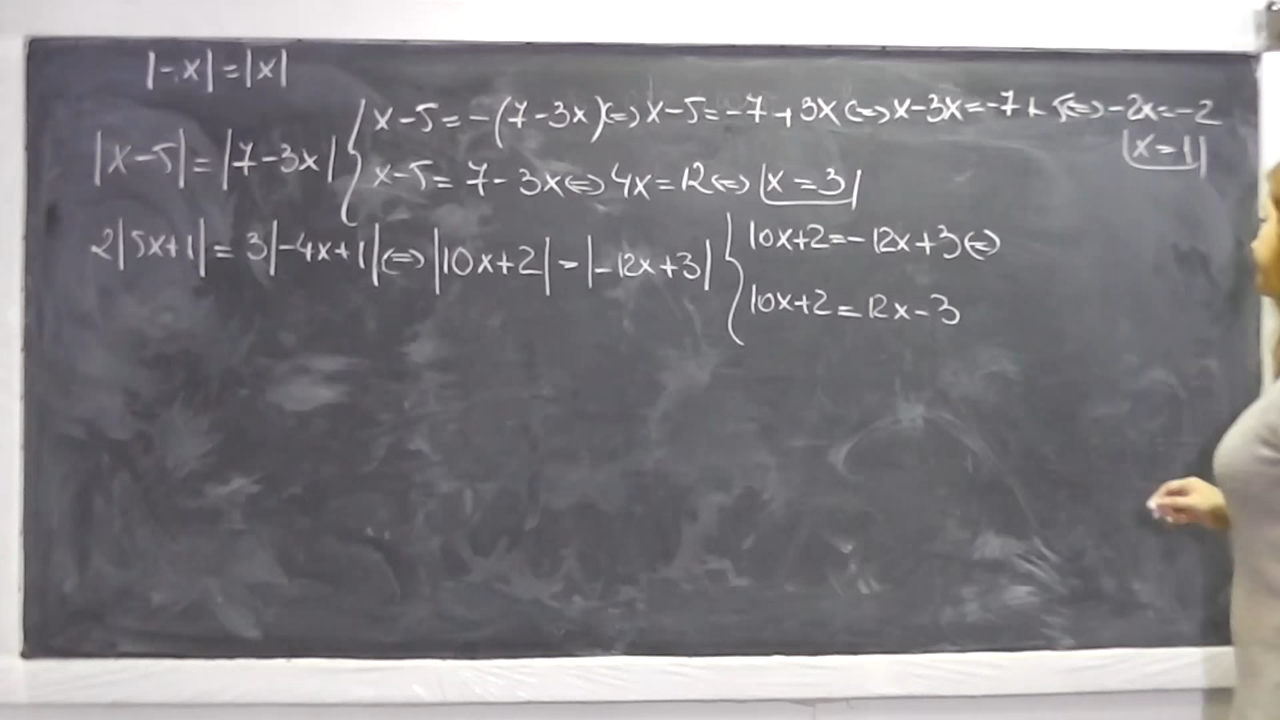 |-x|=|x|
|x-5|=|7-3x| { x-5=-(7-3x)⇔x-5=-7+3x⇔x-3x=-7+5⇔-2x=-2
x=1
x-5=7-3x⇔4x=12⇔x=3
2|5x+1|=3|-4x+1|⇔|10x+2|=|-12x+3| { 10x+2=-12x+3⇔
10x+2=12x-3